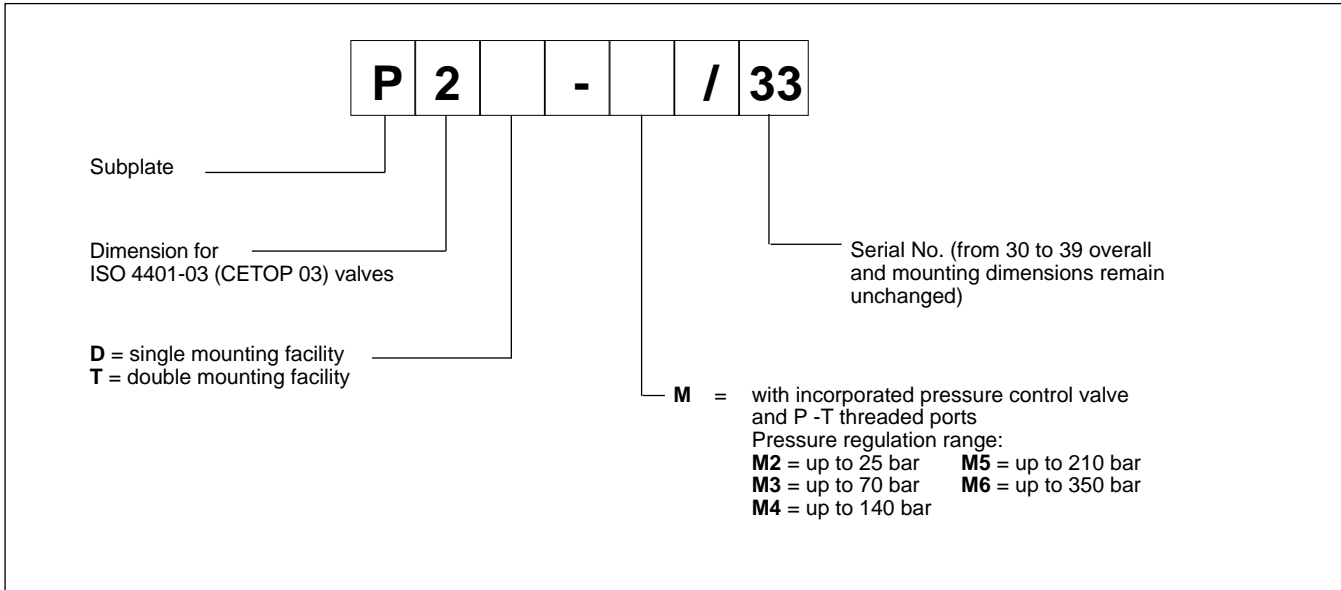 P 2 - / 33
Subplate
Dimension for
ISO 4401-03 (CETOP 03) valves
D = single mounting facility
T = double mounting facility
Serial No. (from 30 to 39 overall
and mounting dimensions remain
unchanged)
M = with incorporated pressure control valve
and P -T threaded ports
Pressure regulation range:
M2 = up to 25 bar M5 = up to 210 bar
M3 = up to 70 bar M6 = up to 350 bar
M4 = up to 140 bar